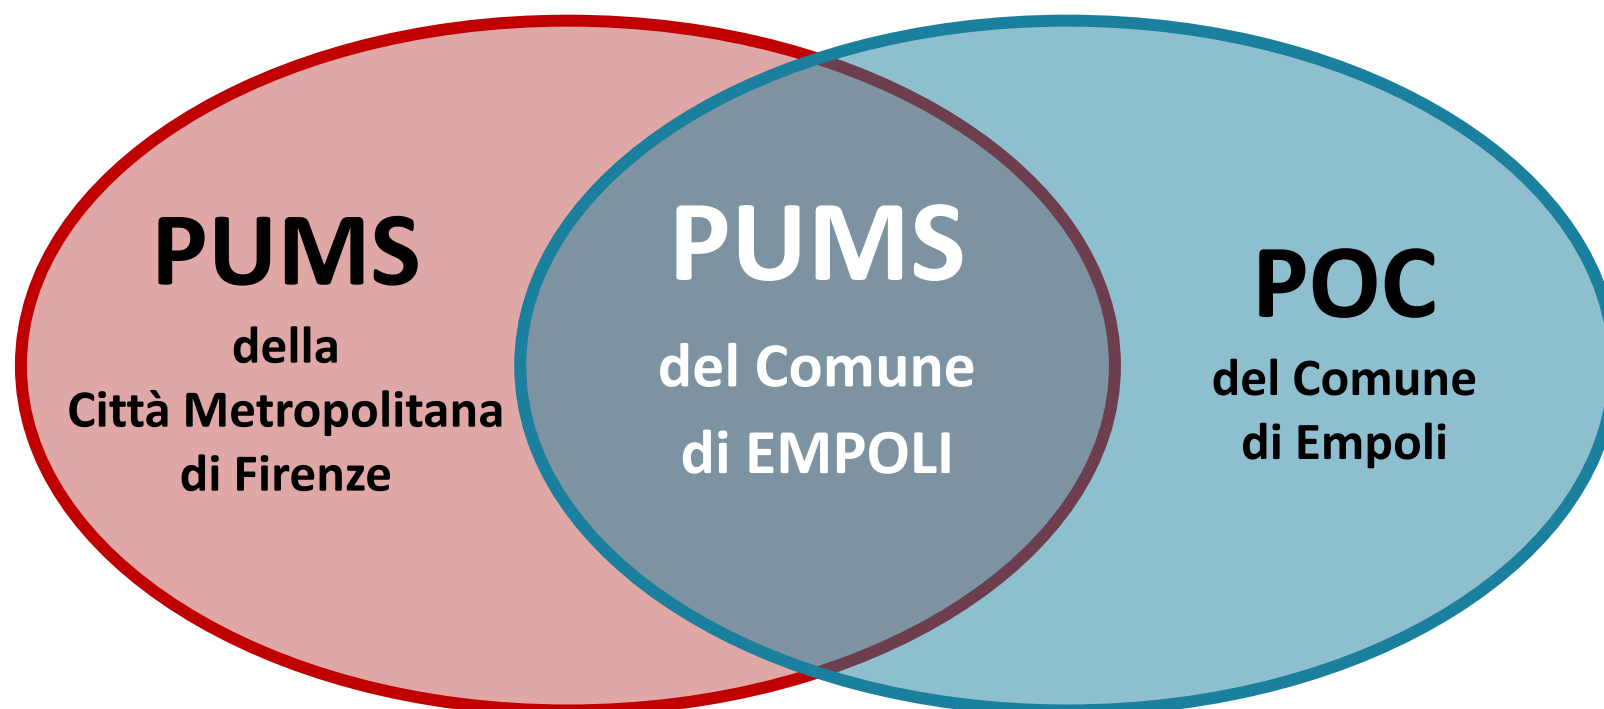 PUMS
della
Città Metropolitana
di Firenze
PUMS
del Comune
di EMPOLI
POC
del Comune
di Empoli